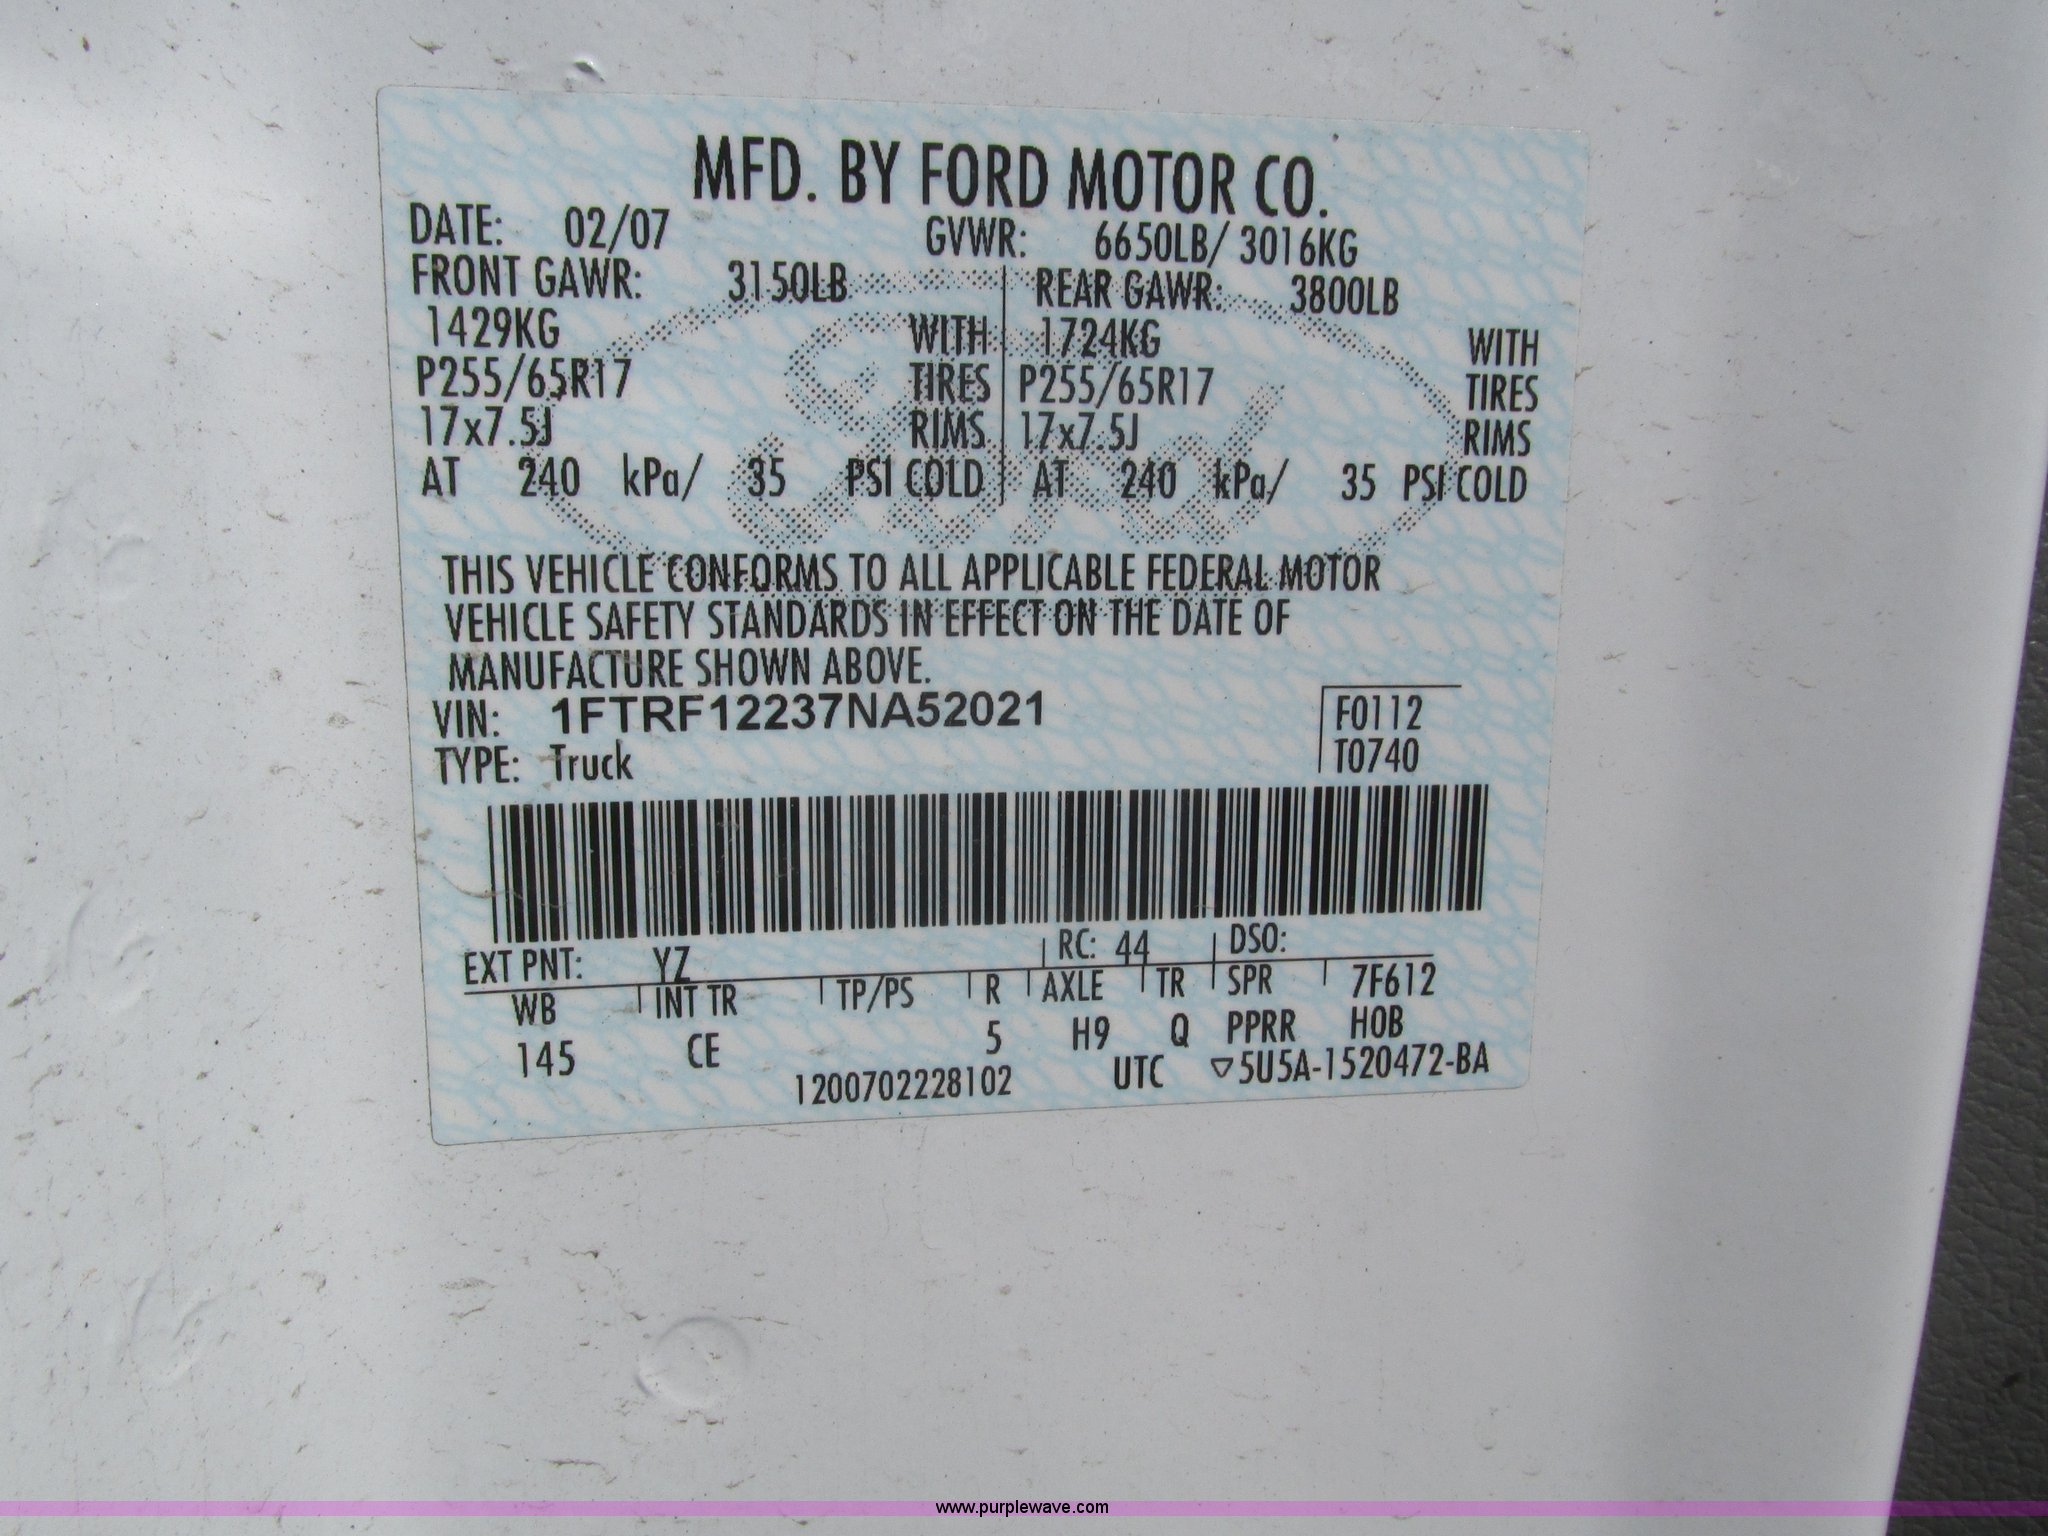 MFD. BY FORD MOTOR CO.
DATE: 02/07 GVWR: 6650LB/ 3016KG
FRONT GAWR: 3150LB REAR GAWR: 3800LB
1429KG WITH 1724KG WITH
P255/65R17 TIRES P255/65R17 TIRES
17x7.5J RIMS 17x7.5J RIMS
AT 240 kPa/ 35 PSI COLD AT 240 kPa/ 35 PSI COLD
Ford
THIS VEHICLE CONFORMS TO ALL APPLICABLE FEDERAL MOTOR
VEHICLE SAFETY STANDARDS IN EFFECT ON THE DATE OF
MANUFACTURE SHOWN ABOVE.
VIN: 1FTRF12237NA52021 F0112
TYPE: Truck T0740
EXT PNT: YZ RC: 44 DSO:
WB INT TR TP/PS R AXLE TR SPR 7F612
145 CE 5 H9 Q PPRR H0B
1200702228102 UTC ▽5U5A-1520472-BA
www.purplewave.com